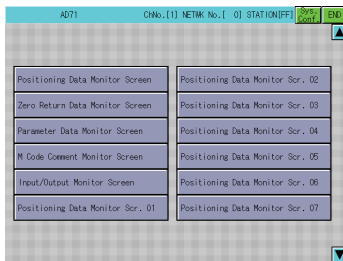 AD71 ChNo.[1] NETWK No.[ 0] STATION[FF] Sys. Conf. END
Positioning Data Monitor Screen
Positioning Data Monitor Scr. 02
Zero Return Data Monitor Screen
Positioning Data Monitor Scr. 03
Parameter Data Monitor Screen
Positioning Data Monitor Scr. 04
M Code Comment Monitor Screen
Positioning Data Monitor Scr. 05
Input/Output Monitor Screen
Positioning Data Monitor Scr. 06
Positioning Data Monitor Scr. 01
Positioning Data Monitor Scr. 07